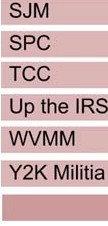 SJM
SPC
TCC
Up the IRS
WVMM
Y2K Militia